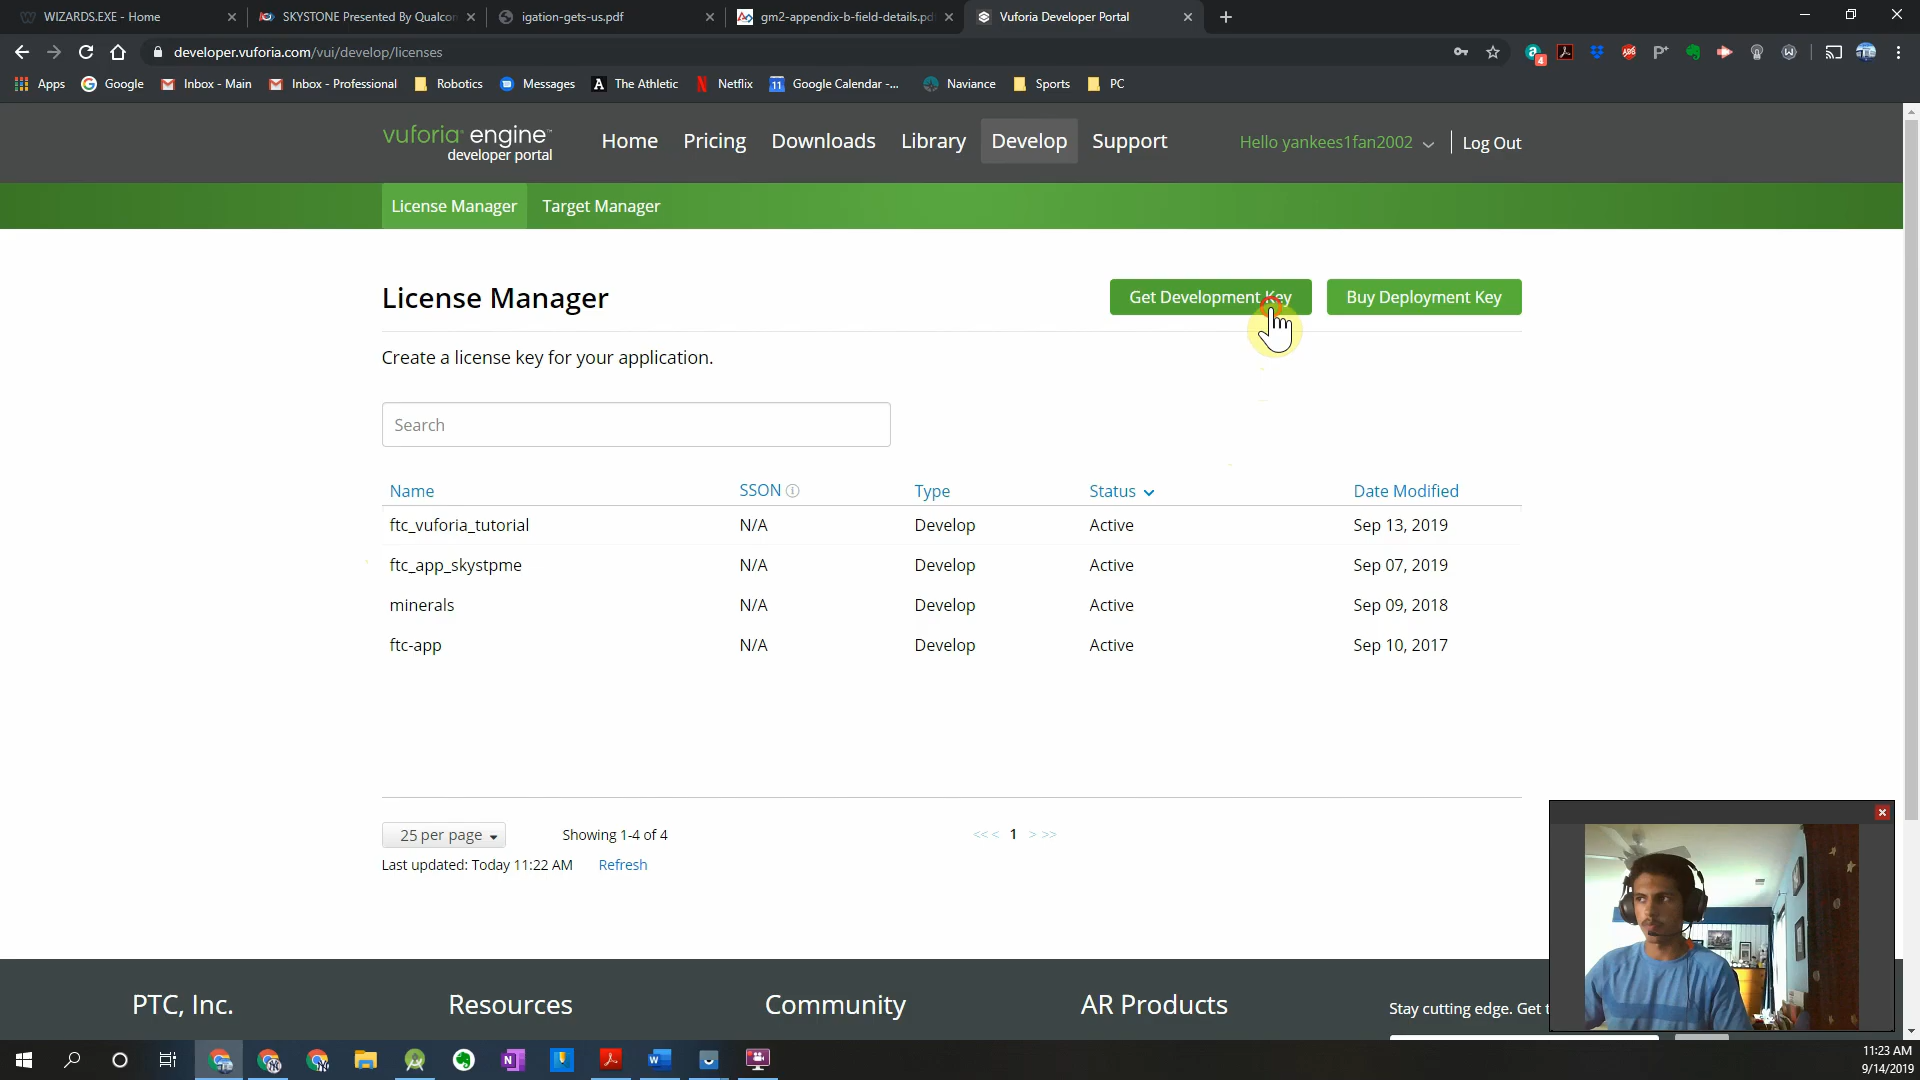 WIZARDS.EXE - Home
SKYSTONE Presented By Qualcon
igation-gets-us.pdf
gm2-appendix-b-field-details.pd
Vuforia Developer Portal
developer.vuforia.com/vui/develop/licenses
4
Apps
Google
Inbox - Main
Inbox - Professional
Robotics
Messages
The Athletic
Netflix
Google Calendar -...
Naviance
Sports
PC
vuforia engine
developer portal
Home
Pricing
Downloads
Library
Develop
Support
Hello yankees1fan2002
Log Out
License Manager
Target Manager
License Manager
Get Development Key
Buy Deployment Key
Create a license key for your application.
Search
Name SSON Type Status Date Modified
ftc_vuforia_tutorial N/A Develop Active Sep 13, 2019
ftc_app_skystpme N/A Develop Active Sep 07, 2019
minerals N/A Develop Active Sep 09, 2018
ftc-app N/A Develop Active Sep 10, 2017
25 per page
Showing 1-4 of 4
<< < 1 > >>
Last updated: Today 11:22 AM
Refresh
PTC, Inc.
Resources
Community
AR Products
Stay cutting edge. Get t
11:23 AM
9/14/2019